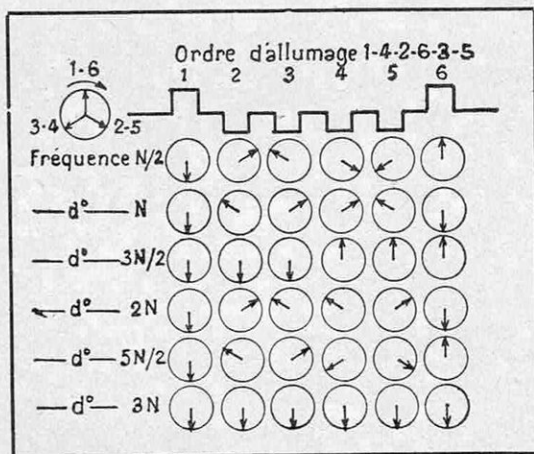 Ordre d'allumage 1-4-2-6-3-5
1-6
1 2 3 4 5 6
3-4 2-5
Fréquence N/2
d° N
d° 3N/2
d° 2N
d° 5N/2
d° 3N